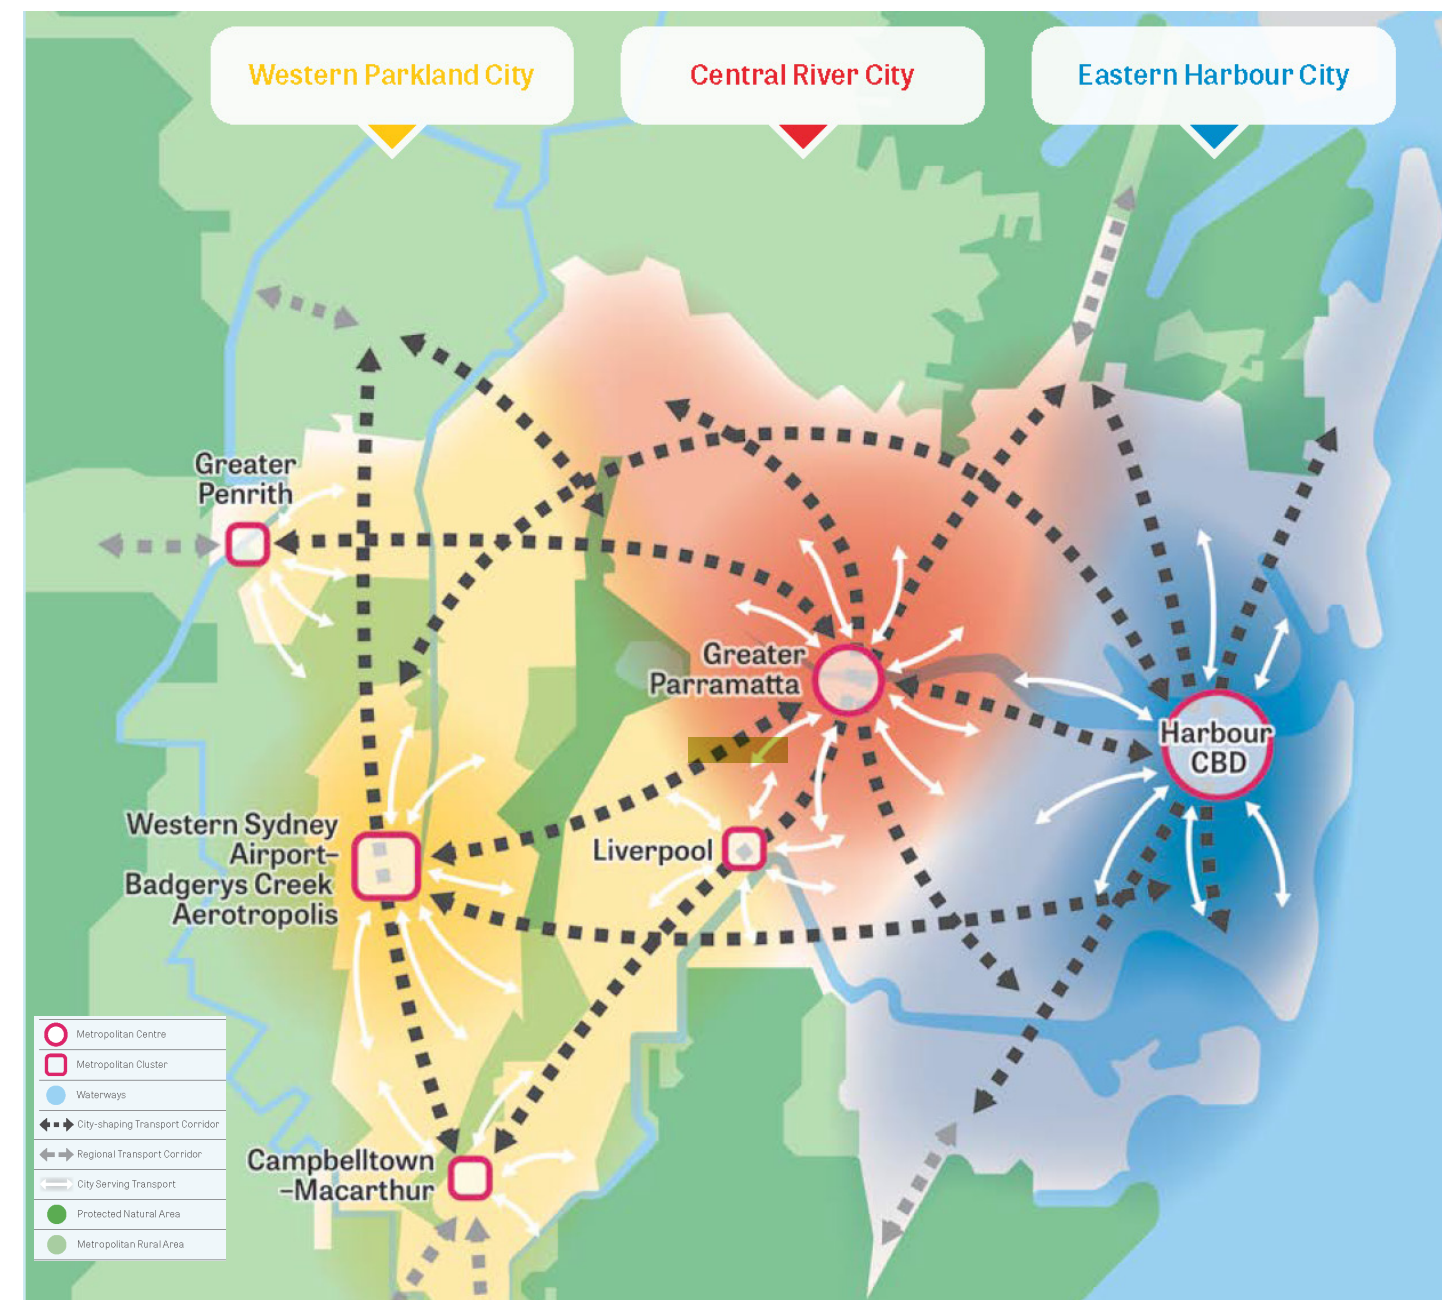 Western Parkland City
Central River City
Eastern Harbour City
Greater
Penrith
Greater
Parramatta
Harbour
CBD
Western Sydney
Airport–
Badgerys Creek
Aerotropolis
Liverpool
Campbelltown
–Macarthur
Metropolitan Centre
Metropolitan Cluster
Waterways
City-shaping Transport Corridor
Regional Transport Corridor
City Serving Transport
Protected Natural Area
Metropolitan Rural Area